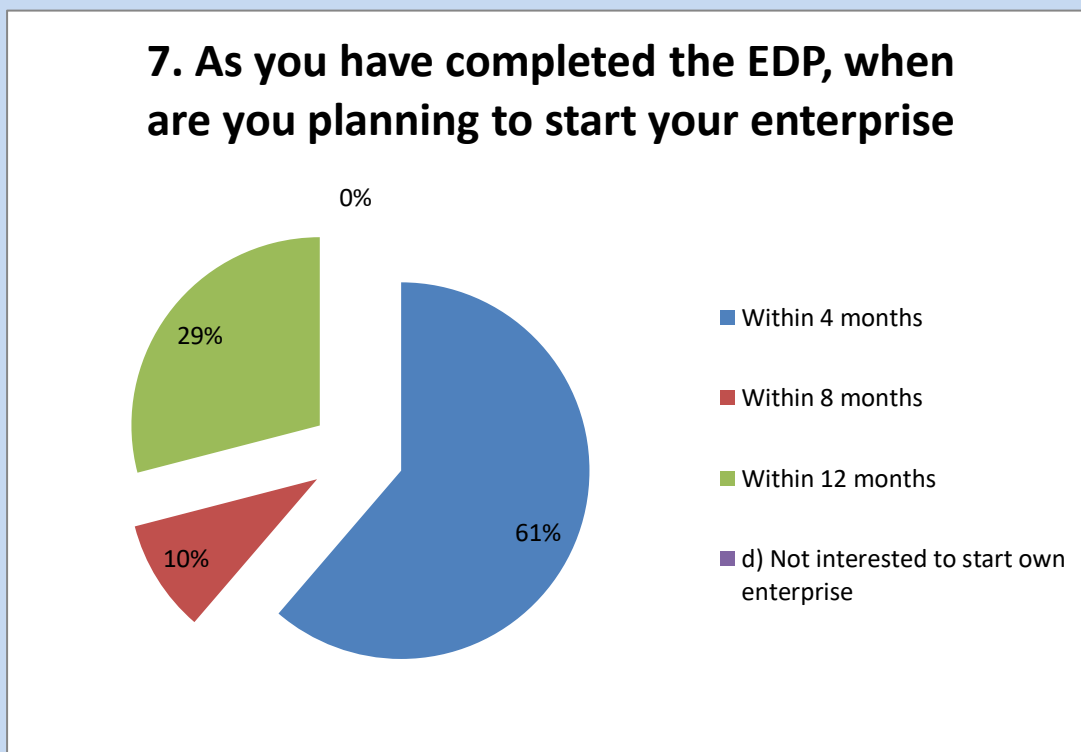 7. As you have completed the EDP, when
are you planning to start your enterprise
0%
29%
61%
10%
Within 4 months
Within 8 months
Within 12 months
d) Not interested to start own
enterprise